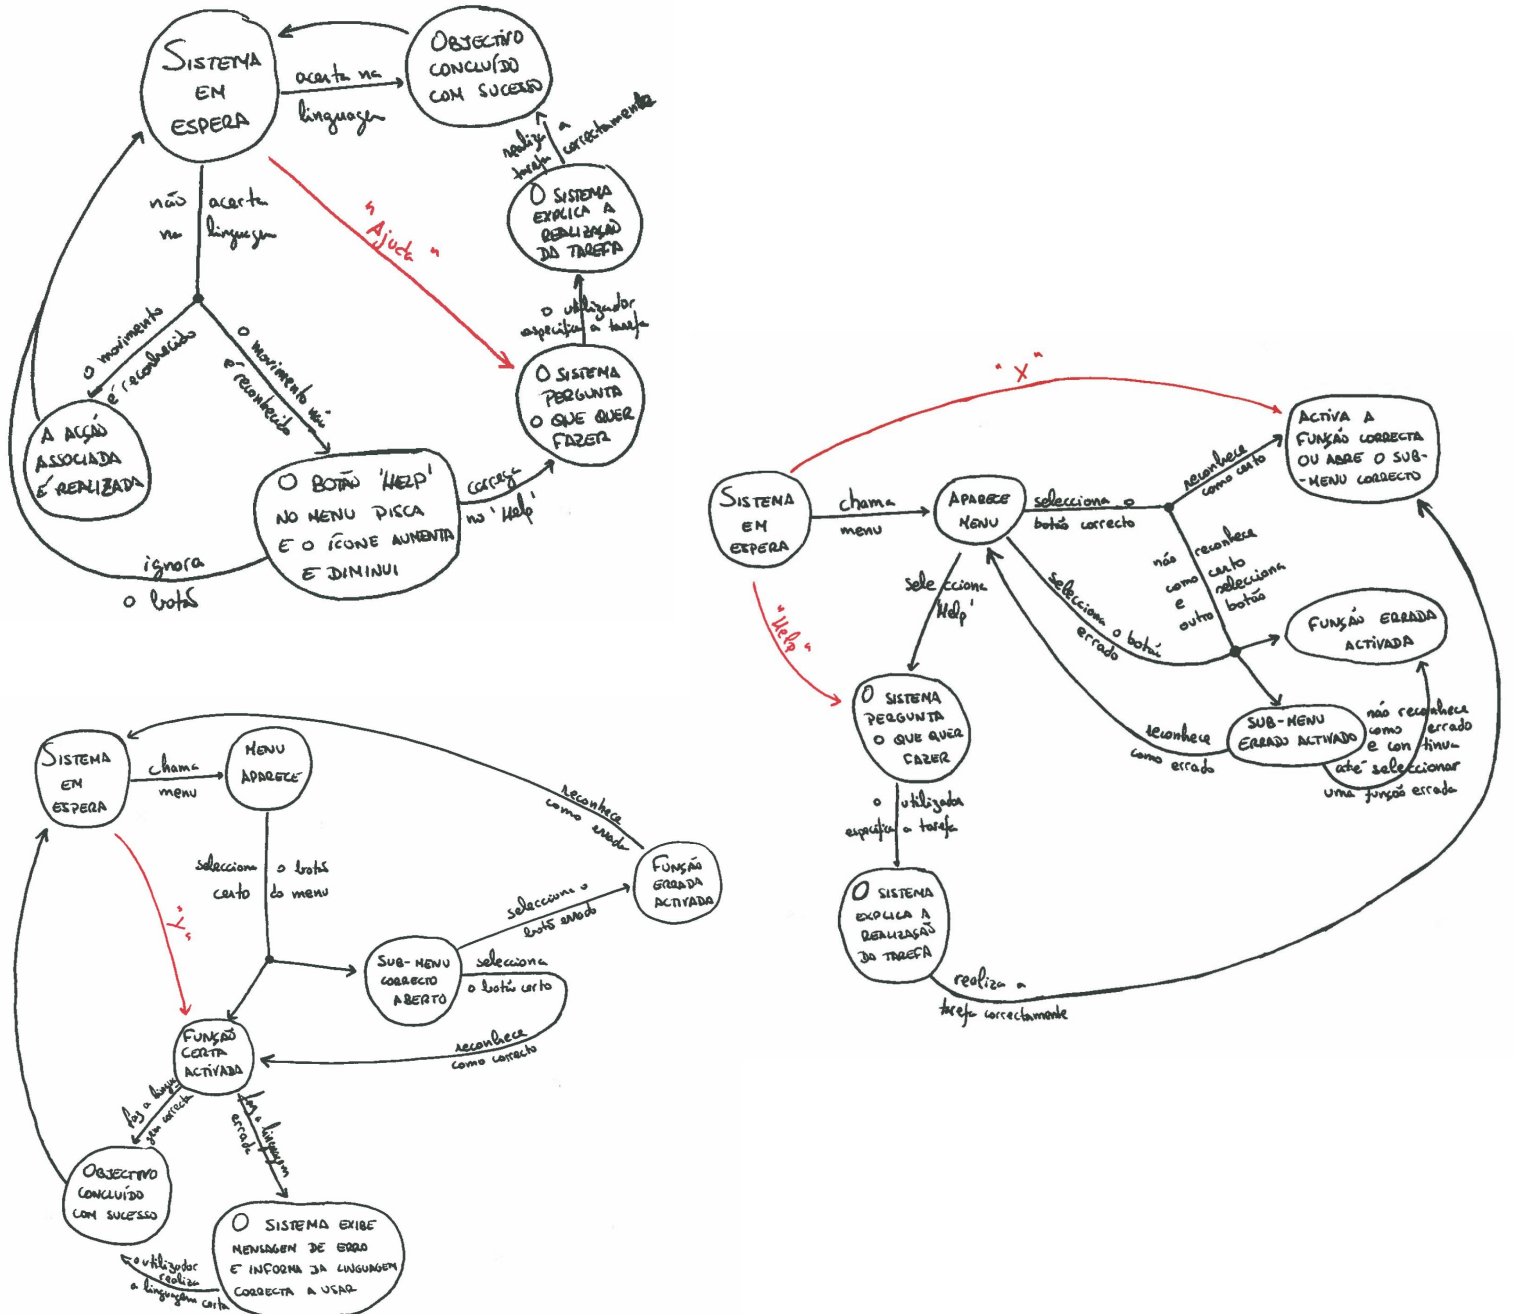 SISTEMA
EM
ESPERA
OBJECTIVO
CONCLUÍDO
COM SUCESSO
acerta na
linguagem
realiza a
tarefa correctamente
não acerta
na linguagem
"Ajuda"
O SISTEMA
EXPLICA A
REALIZAÇÃO
DA TAREFA
o utilizador
especifica a tarefa
o movimento
é reconhecido
o movimento não
é reconhecido
O SISTEMA
PERGUNTA
O QUE QUER
FAZER
A ACÇÃO
ASSOCIADA
É REALIZADA
O BOTÃO 'HELP'
NO MENU PISCA
E O ÍCONE AUMENTA
E DIMINUI
carrega
no 'Help'
ignora
o botão
"X"
SISTEMA
EM
ESPERA
chama
menu
APARECE
MENU
selecciona o
botão correcto
reconhece
como certo
ACTIVA A
FUNÇÃO CORRECTA
OU ABRE O SUB-
-MENU CORRECTO
não reconhece
como certo
e selecciona
outro botão
selecciona
'Help'
selecciona o botão
errado
"Help"
FUNÇÃO ERRADA
ACTIVADA
SUB-MENU
ERRADO ACTIVADO
reconhece
como errado
não reconhece
como errado
e continua
até seleccionar
uma função errada
O SISTEMA
PERGUNTA
O QUE QUER
FAZER
o utilizador
especifica a tarefa
O SISTEMA
EXPLICA A
REALIZAÇÃO
DA TAREFA
realiza a
tarefa correctamente
SISTEMA
EM
ESPERA
chama
menu
MENU
APARECE
reconhece
como errado
selecciona o botão
certo do menu
"Y"
FUNÇÃO
ERRADA
ACTIVADA
selecciona o
botão errado
SUB-MENU
CORRECTO
ABERTO
selecciona
o botão certo
reconhece
como correcto
FUNÇÃO
CERTA
ACTIVADA
faz a lingua
gem correcta
faz a linguagem
errada
OBJECTIVO
CONCLUÍDO
COM SUCESSO
O SISTEMA EXIBE
MENSAGEM DE ERRO
E INFORMA DA LINGUAGEM
CORRECTA A USAR
o utilizador
realiza
a linguagem certa